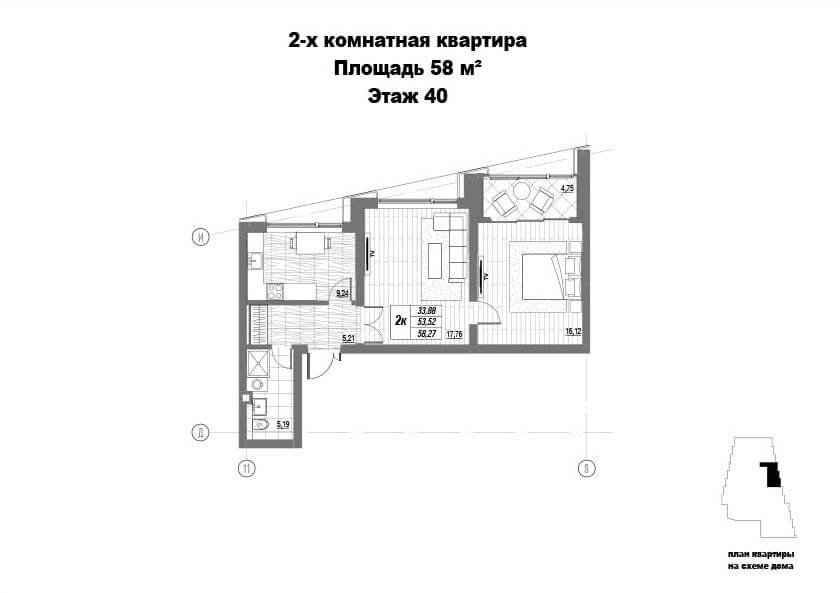 2-х комнатная квартира
Площадь 58 м²
Этаж 40
4,75
И
TV
TV
9,24
2к
33,88
53,52
58,27
17,76
16,12
5,21
5,19
Д
11
8
план квартиры
на схеме дома